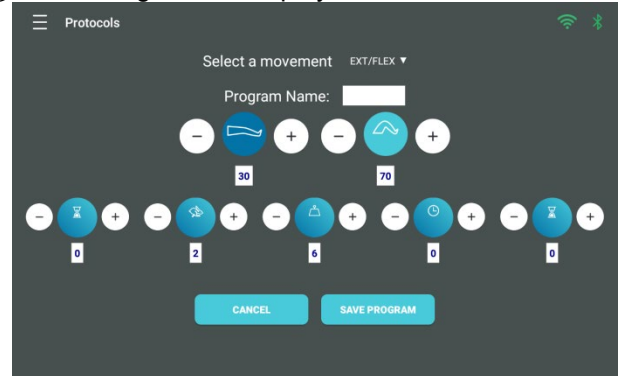 Protocols
Select a movement EXT/FLEX ▼
Program Name:
− + − +
30 70
− + − + − + − + − +
0 2 6 0 0
CANCEL SAVE PROGRAM